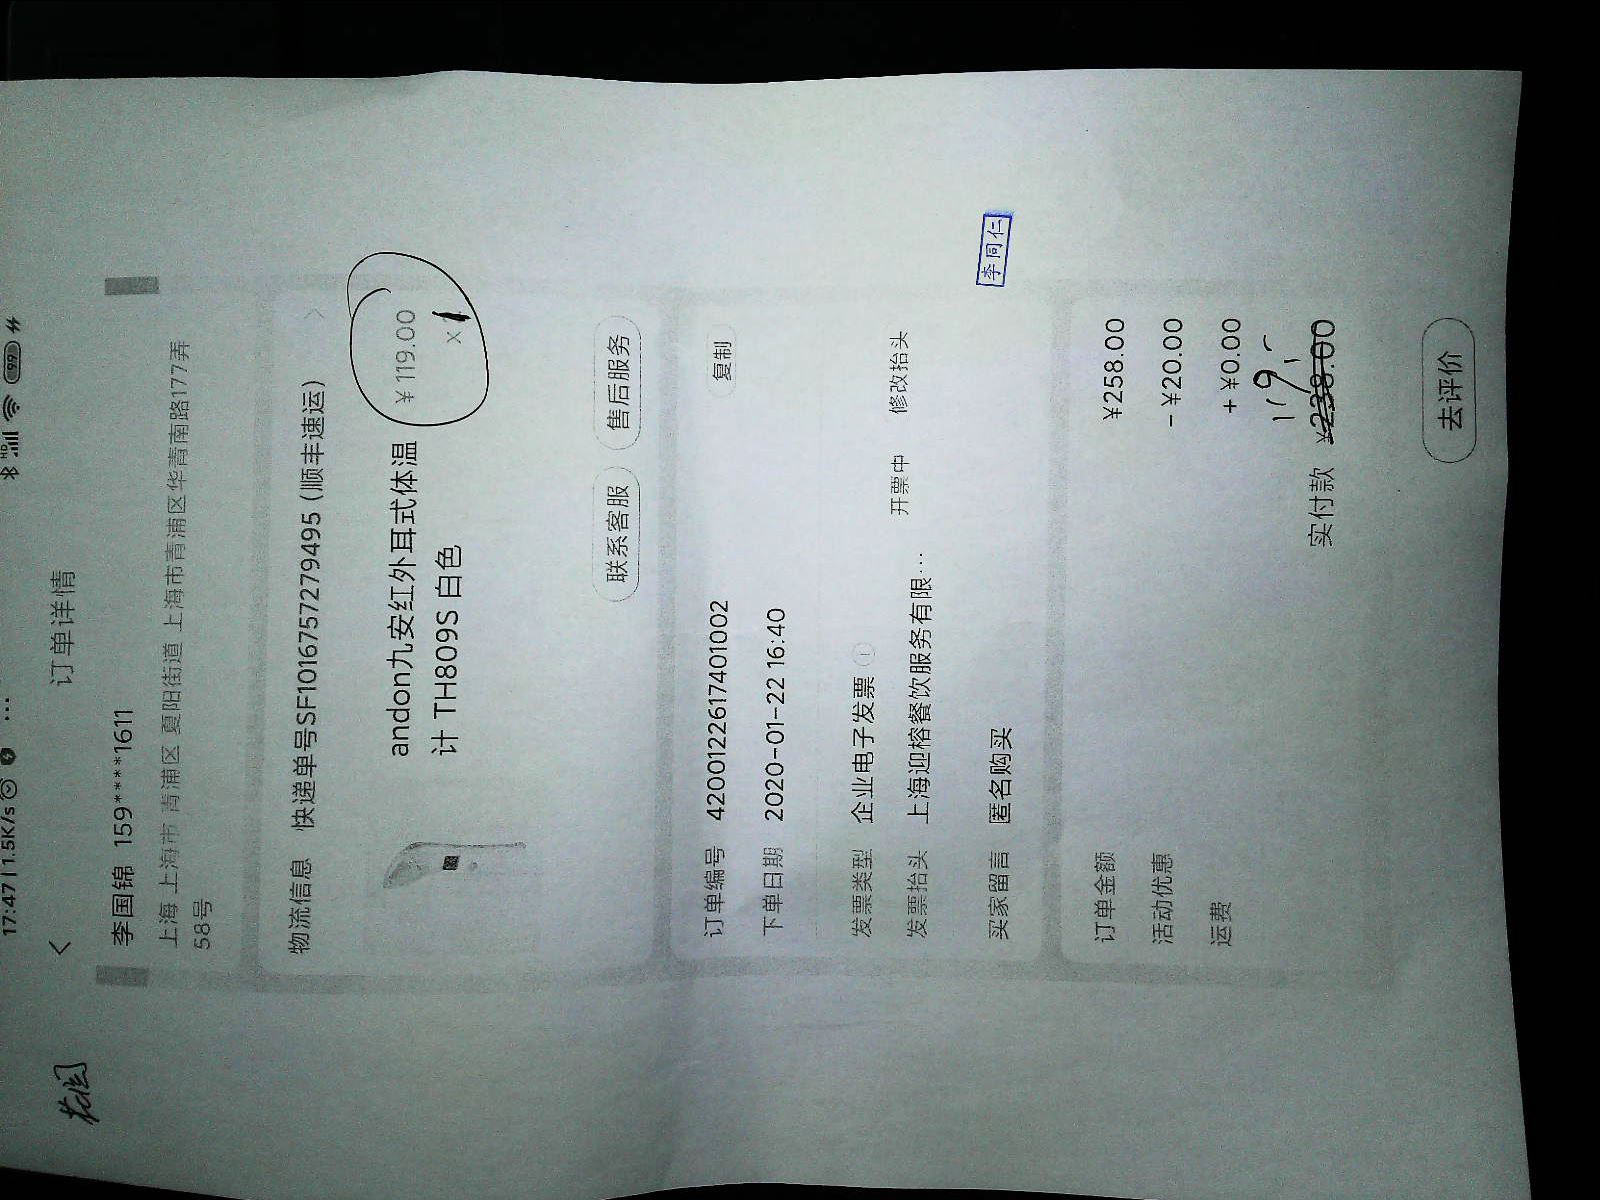 17:47 | 1.5K/s ...
99
订单详情
花园
李国锦 159****1611
上海 上海市 青浦区 夏阳街道 上海市青浦区华青南路177弄
58号
物流信息 快递单号SF1016757279495 (顺丰速运)
andon九安红外耳式体温 ¥119.00
计 TH809S 白色 ×1
联系客服 售后服务
订单编号 4200122617401002 复制
下单日期 2020-01-22 16:40
发票类型 企业电子发票
开票中 修改抬头
发票抬头 上海迎榕餐饮服务有限...
买家留言 匿名购买
李同仁
订单金额 ¥258.00
活动优惠 -¥20.00
运费 +¥0.00
119.-
实付款 ¥238.00
去评价